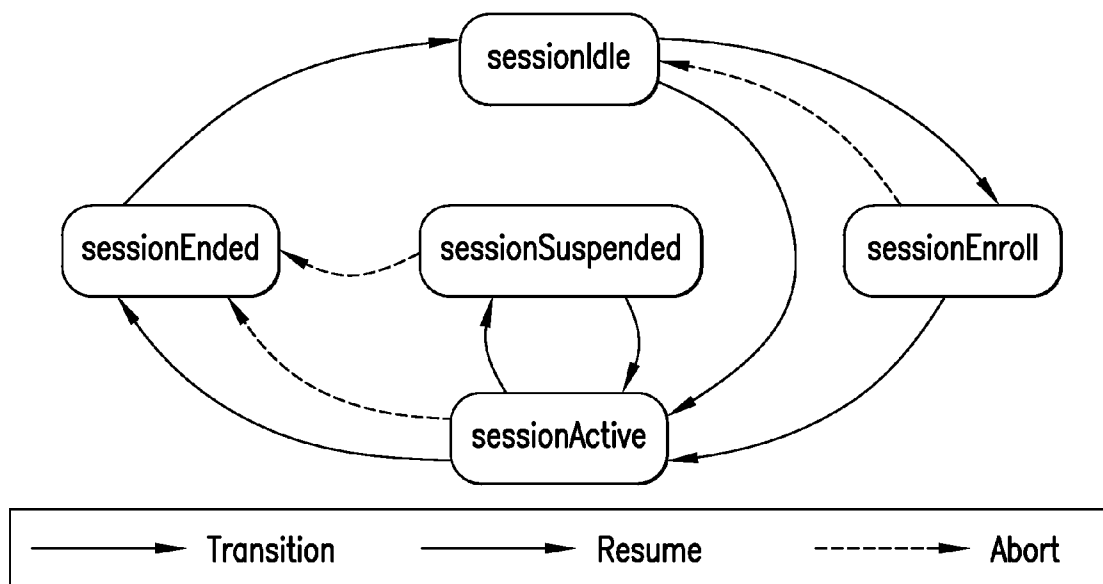 sessionIdle
sessionEnded
sessionSuspended
sessionEnroll
sessionActive
Transition
Resume
Abort